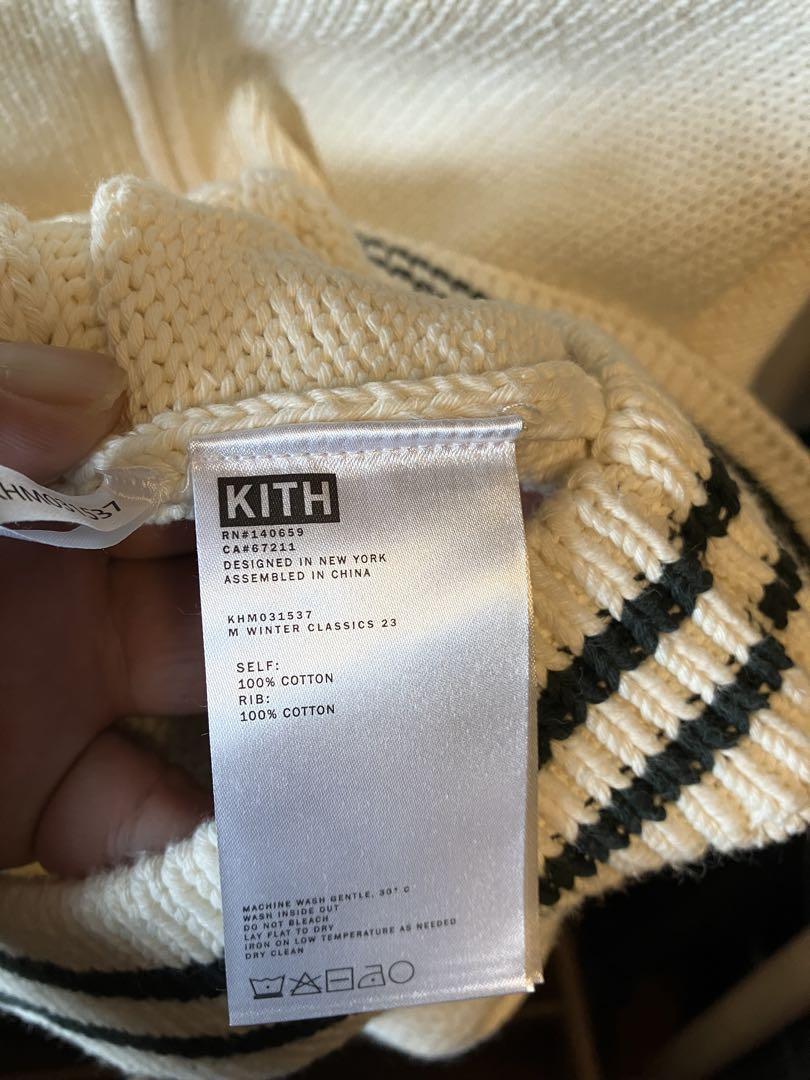 KITH
RN#140659
CA#67211
DESIGNED IN NEW YORK
ASSEMBLED IN CHINA
KHM031537
M WINTER CLASSICS 23
SELF:
100% COTTON
RIB:
100% COTTON
MACHINE WASH GENTLE, 30° C
WASH INSIDE OUT
DO NOT BLEACH
LAY FLAT TO DRY
IRON ON LOW TEMPERATURE AS NEEDED
DRY CLEAN
KHM031537